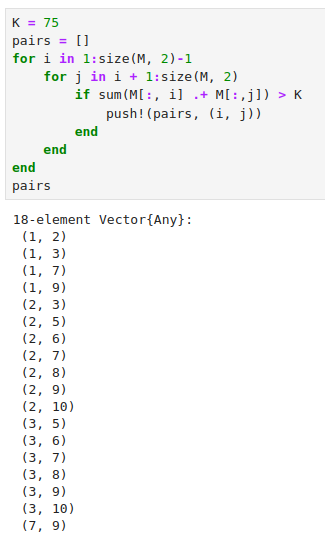 K = 75
pairs = []
for i in 1:size(M, 2)-1
    for j in i + 1:size(M, 2)
        if sum(M[:, i] .+ M[:,j]) > K
            push!(pairs, (i, j))
        end
    end
end
pairs
18-element Vector{Any}:
 (1, 2)
 (1, 3)
 (1, 7)
 (1, 9)
 (2, 3)
 (2, 5)
 (2, 6)
 (2, 7)
 (2, 8)
 (2, 9)
 (2, 10)
 (3, 5)
 (3, 6)
 (3, 7)
 (3, 8)
 (3, 9)
 (3, 10)
 (7, 9)